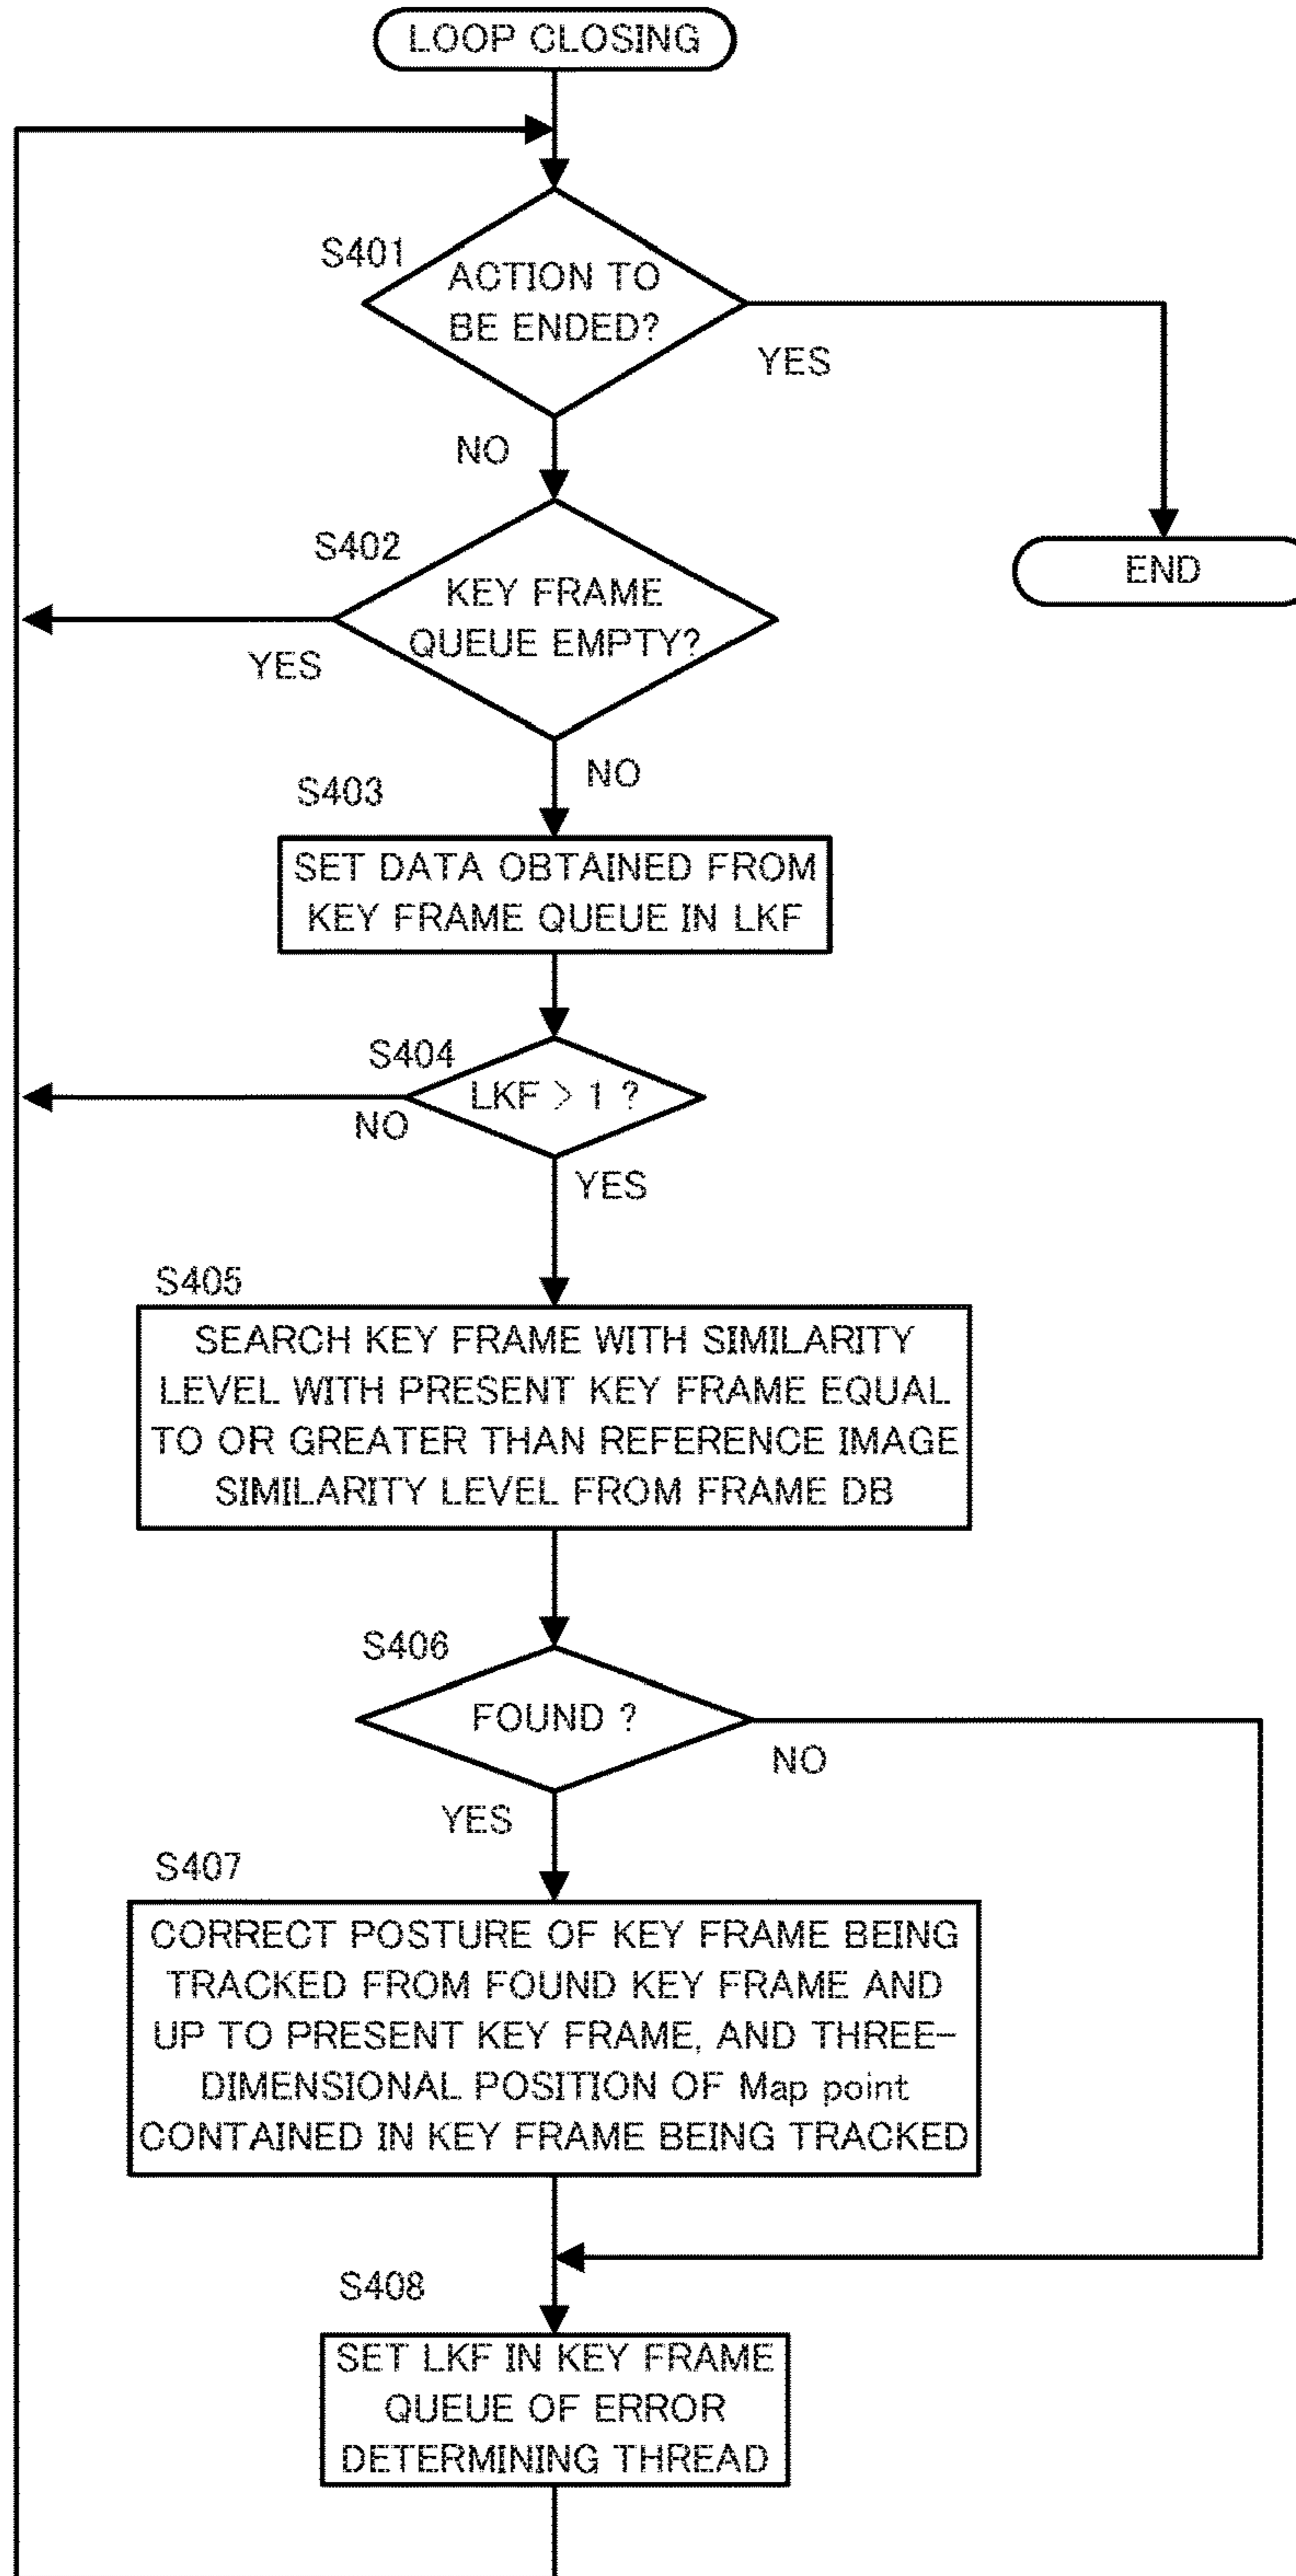 LOOP CLOSING
S401
ACTION TO
BE ENDED?
YES
NO
S402
KEY FRAME
QUEUE EMPTY?
END
YES
NO
S403
SET DATA OBTAINED FROM
KEY FRAME QUEUE IN LKF
S404
LKF > 1 ?
NO
YES
S405
SEARCH KEY FRAME WITH SIMILARITY
LEVEL WITH PRESENT KEY FRAME EQUAL
TO OR GREATER THAN REFERENCE IMAGE
SIMILARITY LEVEL FROM FRAME DB
S406
FOUND ?
NO
YES
S407
CORRECT POSTURE OF KEY FRAME BEING
TRACKED FROM FOUND KEY FRAME AND
UP TO PRESENT KEY FRAME, AND THREE-
DIMENSIONAL POSITION OF Map point
CONTAINED IN KEY FRAME BEING TRACKED
S408
SET LKF IN KEY FRAME
QUEUE OF ERROR
DETERMINING THREAD